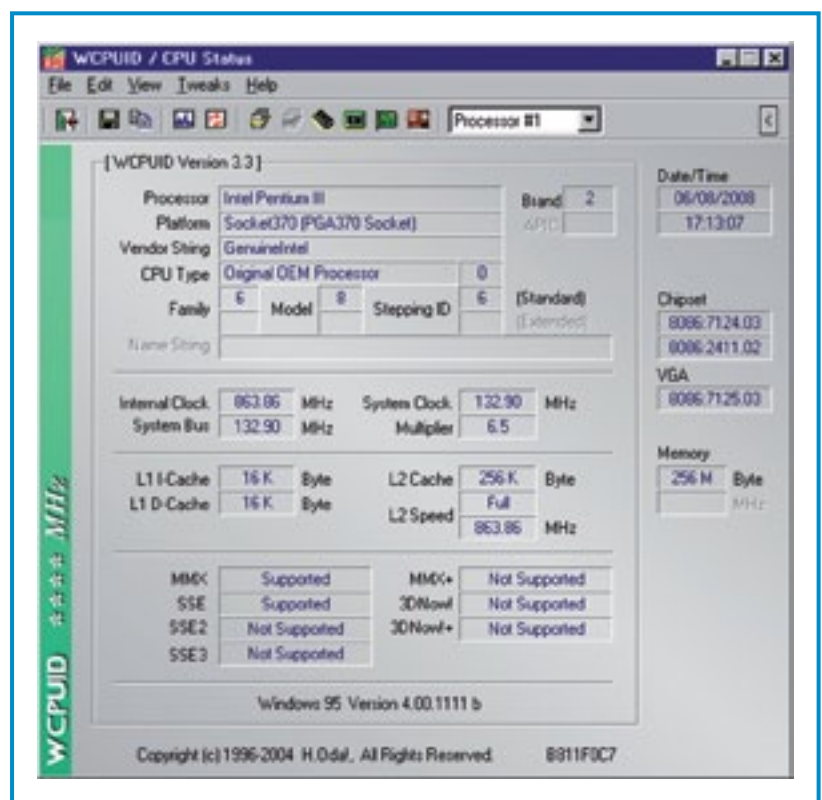 WCPUID / CPU Status
File Edit View Tweaks Help
Processor #1
[WCPUID Version 3.3]
Processor Intel Pentium III Brand 2
Platform Socket370 (PGA370 Socket) APIC
Vendor String GenuineIntel
CPU Type Original OEM Processor 0
Family 6 Model 8 Stepping ID 6 (Standard)
(Extended)
Name String
Internal Clock 863.86 MHz System Clock 132.90 MHz
System Bus 132.90 MHz Multiplier 6.5
L1 I-Cache 16 K Byte L2 Cache 256 K Byte
L1 D-Cache 16 K Byte L2 Speed Full
863.86 MHz
MMX Supported MMX+ Not Supported
SSE Supported 3DNow! Not Supported
SSE2 Not Supported 3DNow!+ Not Supported
SSE3 Not Supported
Windows 95 Version 4.00.1111 b
Copyright (c) 1996-2004 H.Oda!, All Rights Reserved. B811F0C7
Date/Time
06/08/2008
17:13:07
Chipset
8086:7124.03
8086:2411.02
VGA
8086:7125.03
Memory
256 M Byte
MHz
WCPUID **** MHz